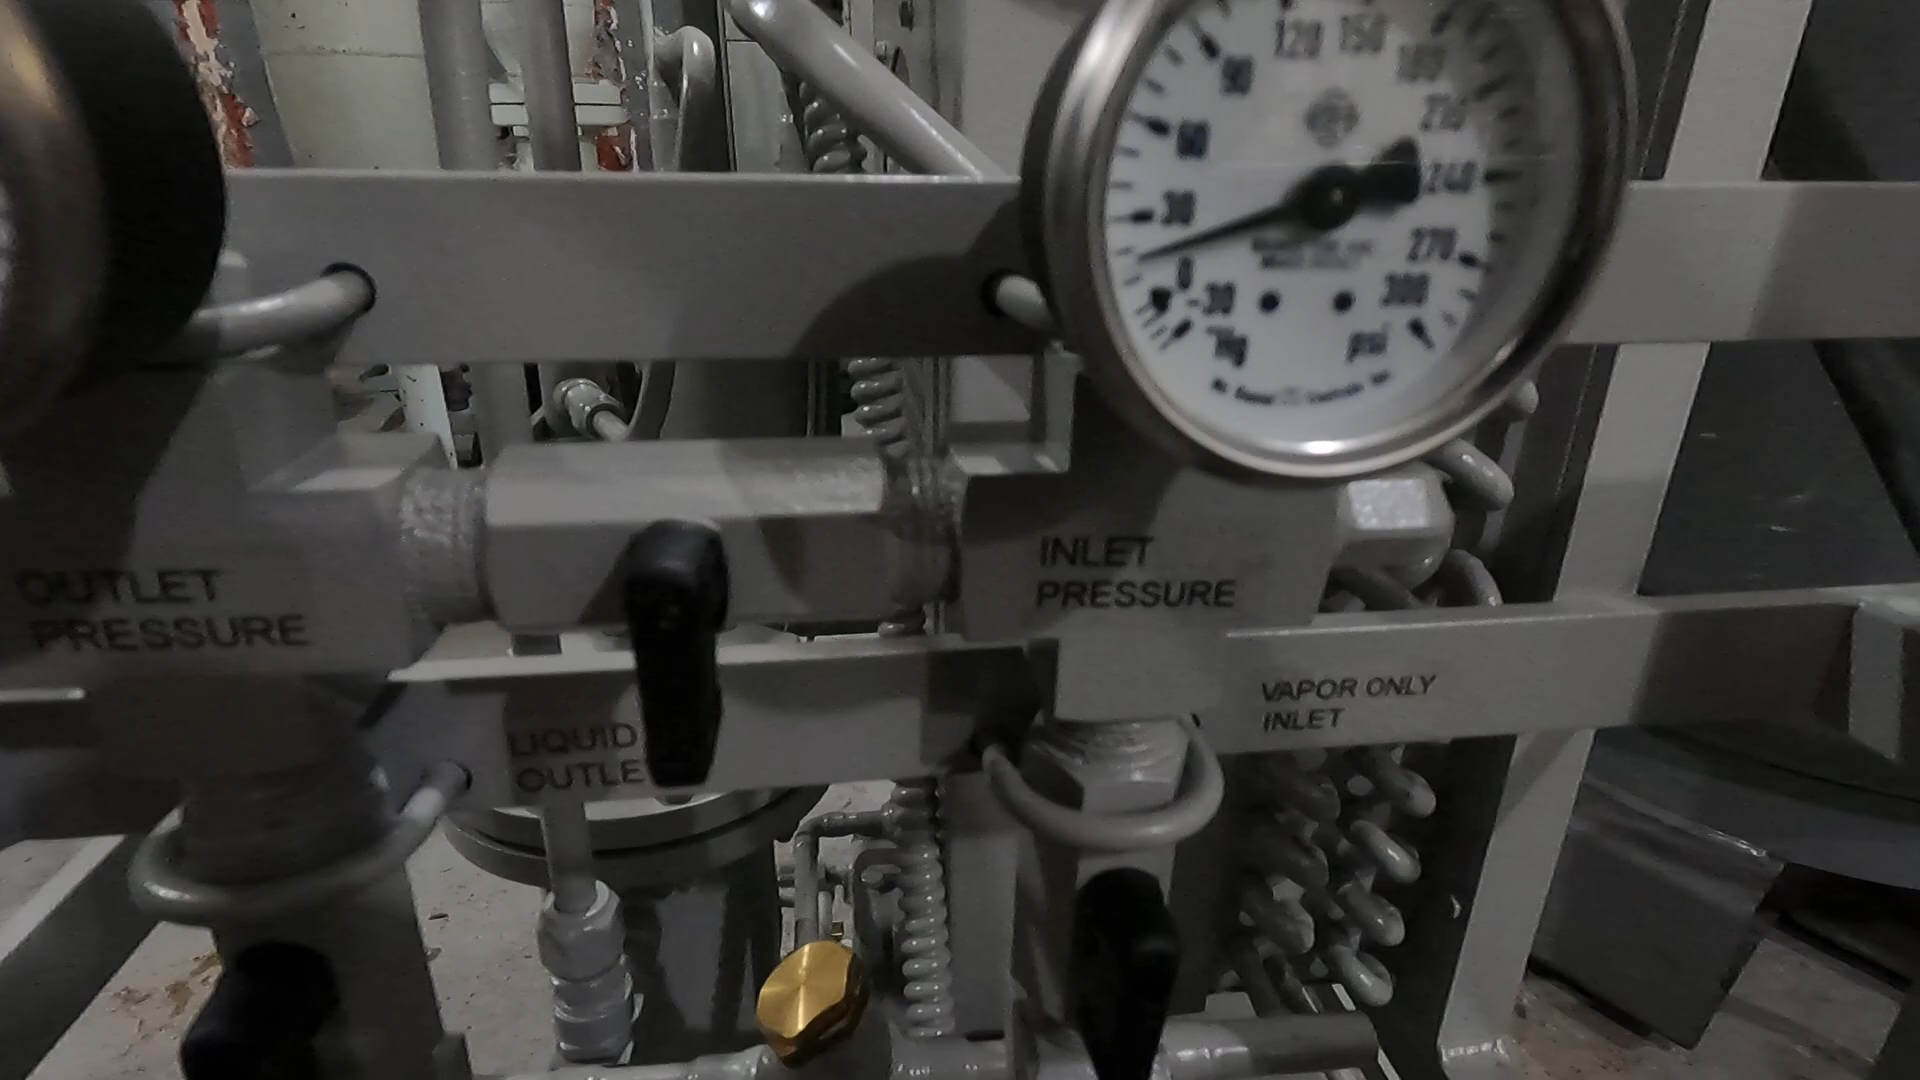 120 150
90 180
60 210
30 240
0 270
-30 300
"Hg psi
OUTLET
PRESSURE
INLET
PRESSURE
LIQUID
OUTLE
VAPOR ONLY
INLET